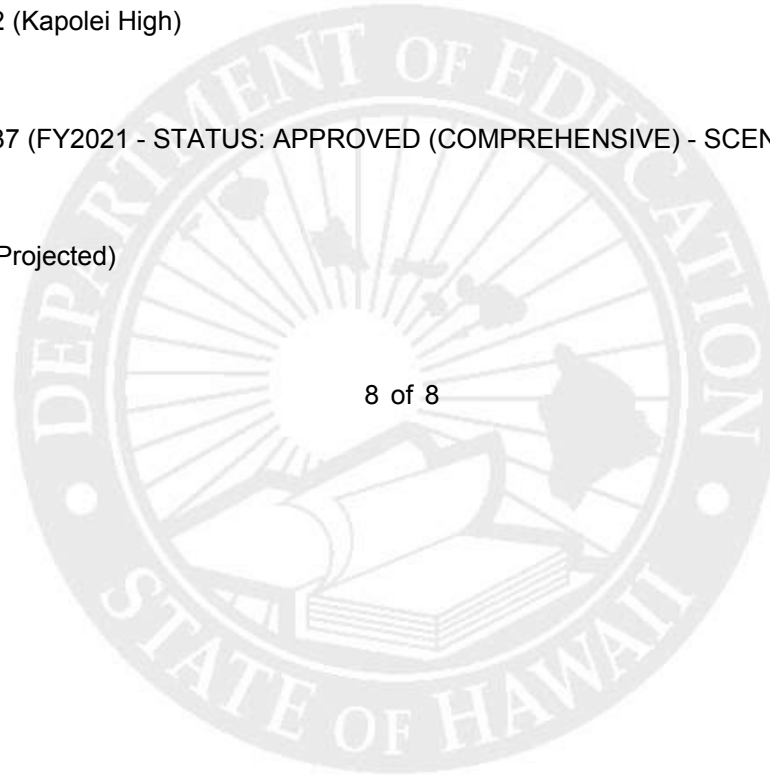 2 (Kapolei High)
37 (FY2021 - STATUS: APPROVED (COMPREHENSIVE) - SCEN
Projected)
8 of 8
DEPARTMENT OF EDUCATION
STATE OF HAWAII